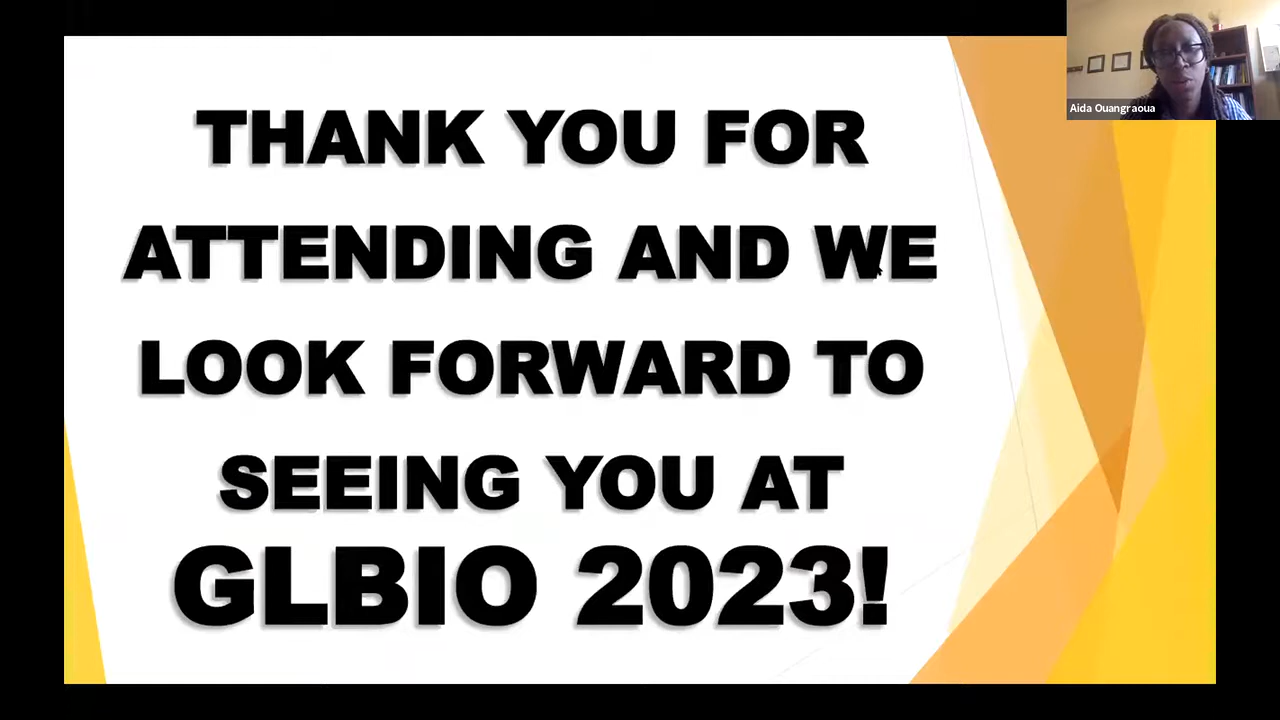 THANK YOU FOR
ATTENDING AND WE
LOOK FORWARD TO
SEEING YOU AT
GLBIO 2023!
Aida Ouangraoua